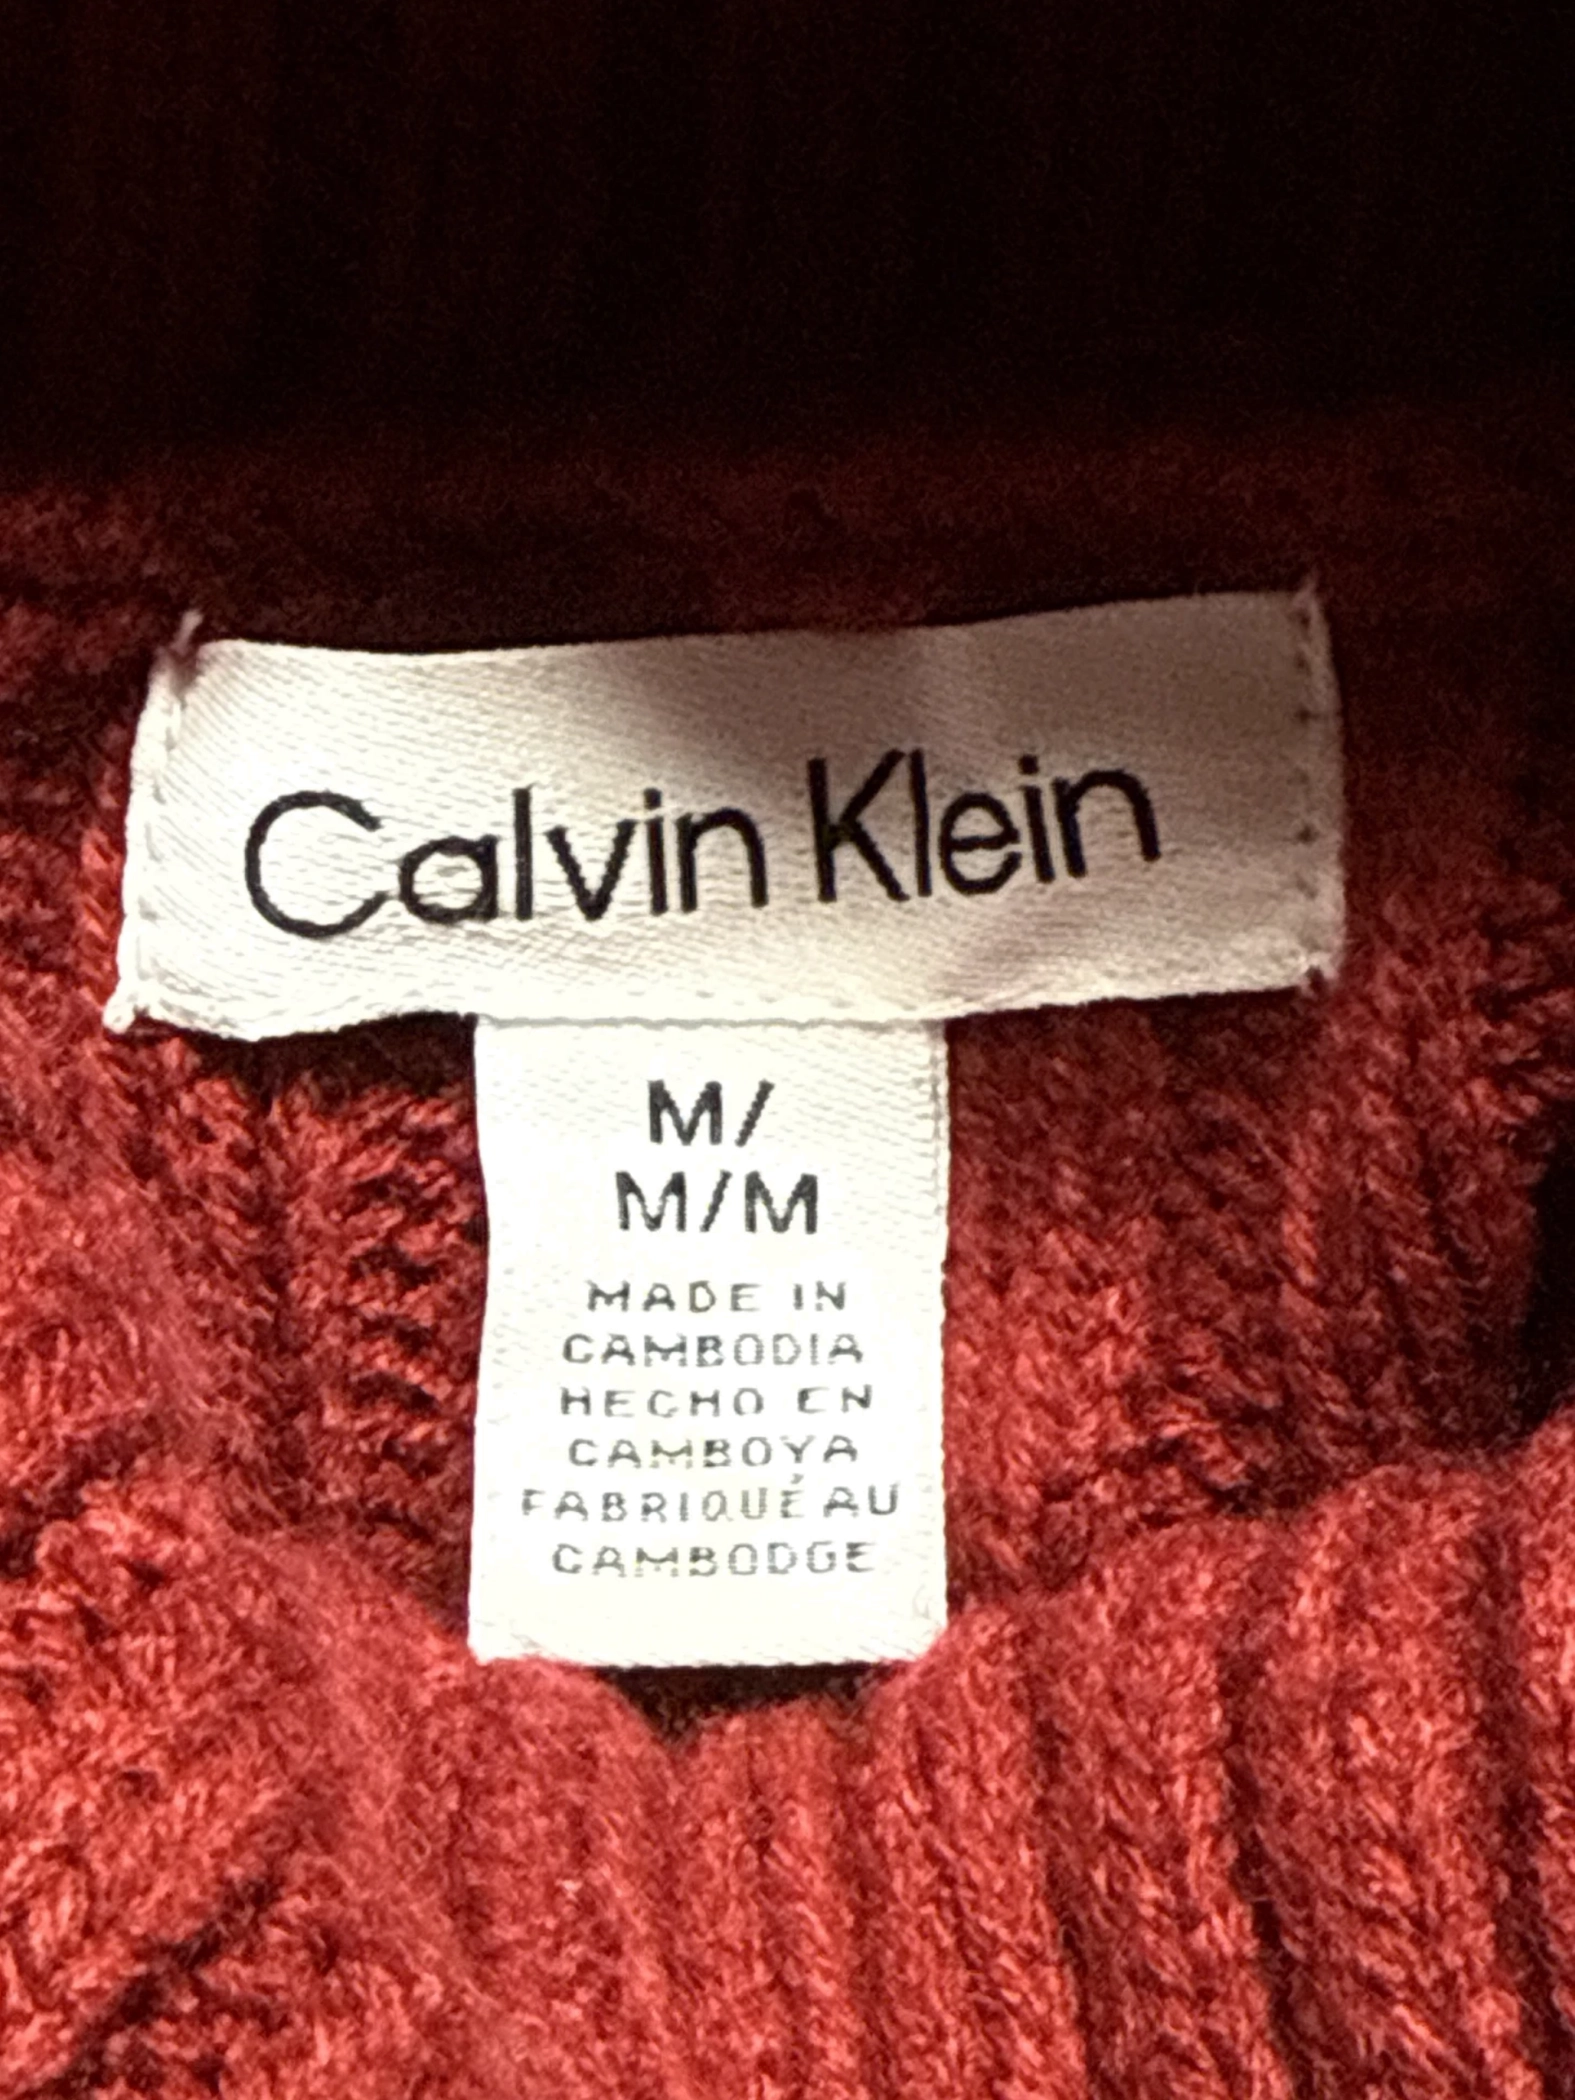 Calvin Klein
M/
M/M
MADE IN
CAMBODIA
HECHO EN
CAMBOYA
FABRIQUÉ AU
CAMBODGE